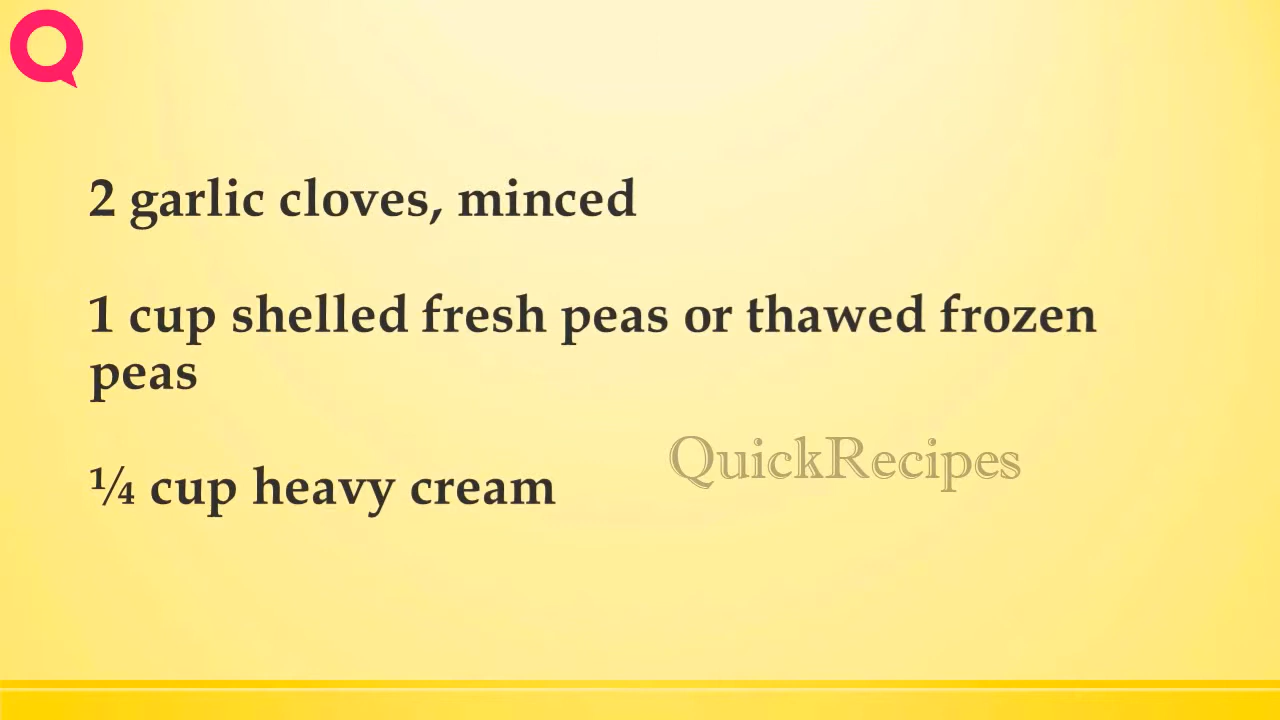 2 garlic cloves, minced
1 cup shelled fresh peas or thawed frozen
peas
¼ cup heavy cream
QuickRecipes